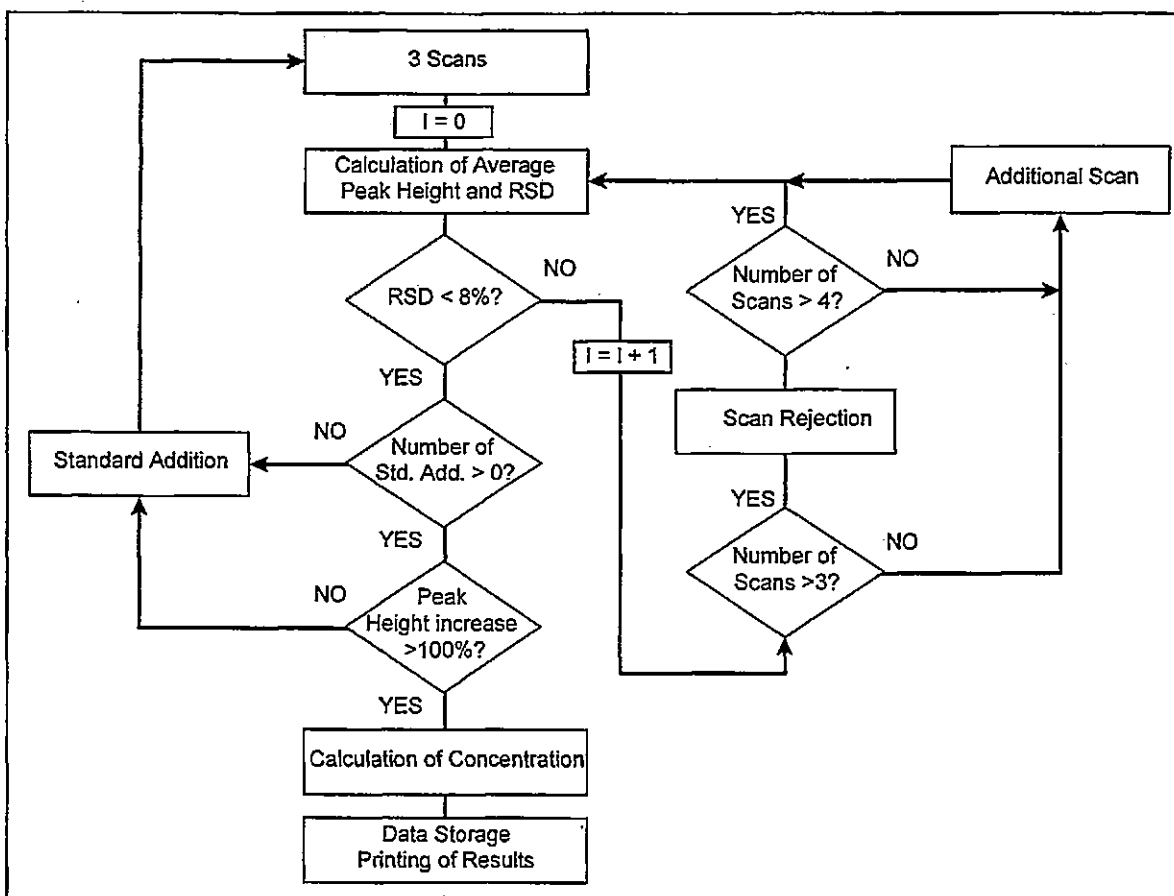 3 Scans
I = 0
Calculation of Average
Peak Height and RSD
RSD < 8%?
NO
YES
Number of
Std. Add. > 0?
NO
YES
Standard Addition
Peak
Height increase
>100%?
NO
YES
Calculation of Concentration
Data Storage
Printing of Results
I = I + 1
Additional Scan
YES
Number of
Scans > 4?
NO
Scan Rejection
YES
Number of
Scans >3?
NO